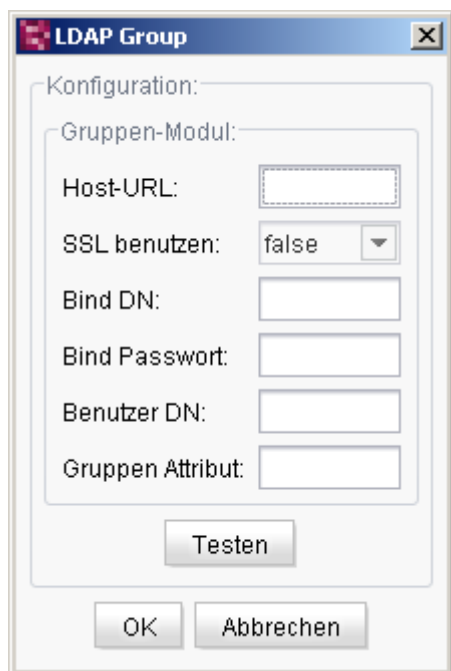 LDAP Group
Konfiguration:
Gruppen-Modul:
Host-URL:
SSL benutzen: false
Bind DN:
Bind Passwort:
Benutzer DN:
Gruppen Attribut:
Testen
OK Abbrechen